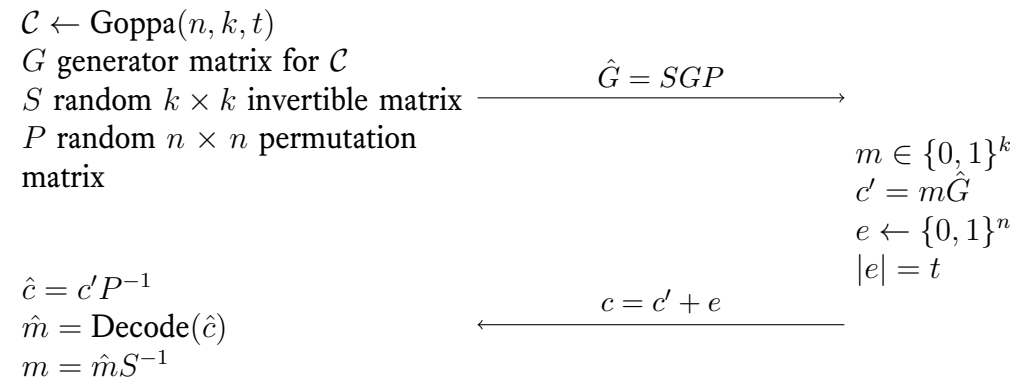 𝒞 ← Goppa(n, k, t)
G generator matrix for 𝒞
S random k × k invertible matrix
P random n × n permutation
matrix
Ĝ = SGP
m ∈ {0, 1}^k
c′ = mĜ
e ← {0, 1}^n
|e| = t
c = c′ + e
ĉ = c′P^{−1}
m̂ = Decode(ĉ)
m = m̂S^{−1}